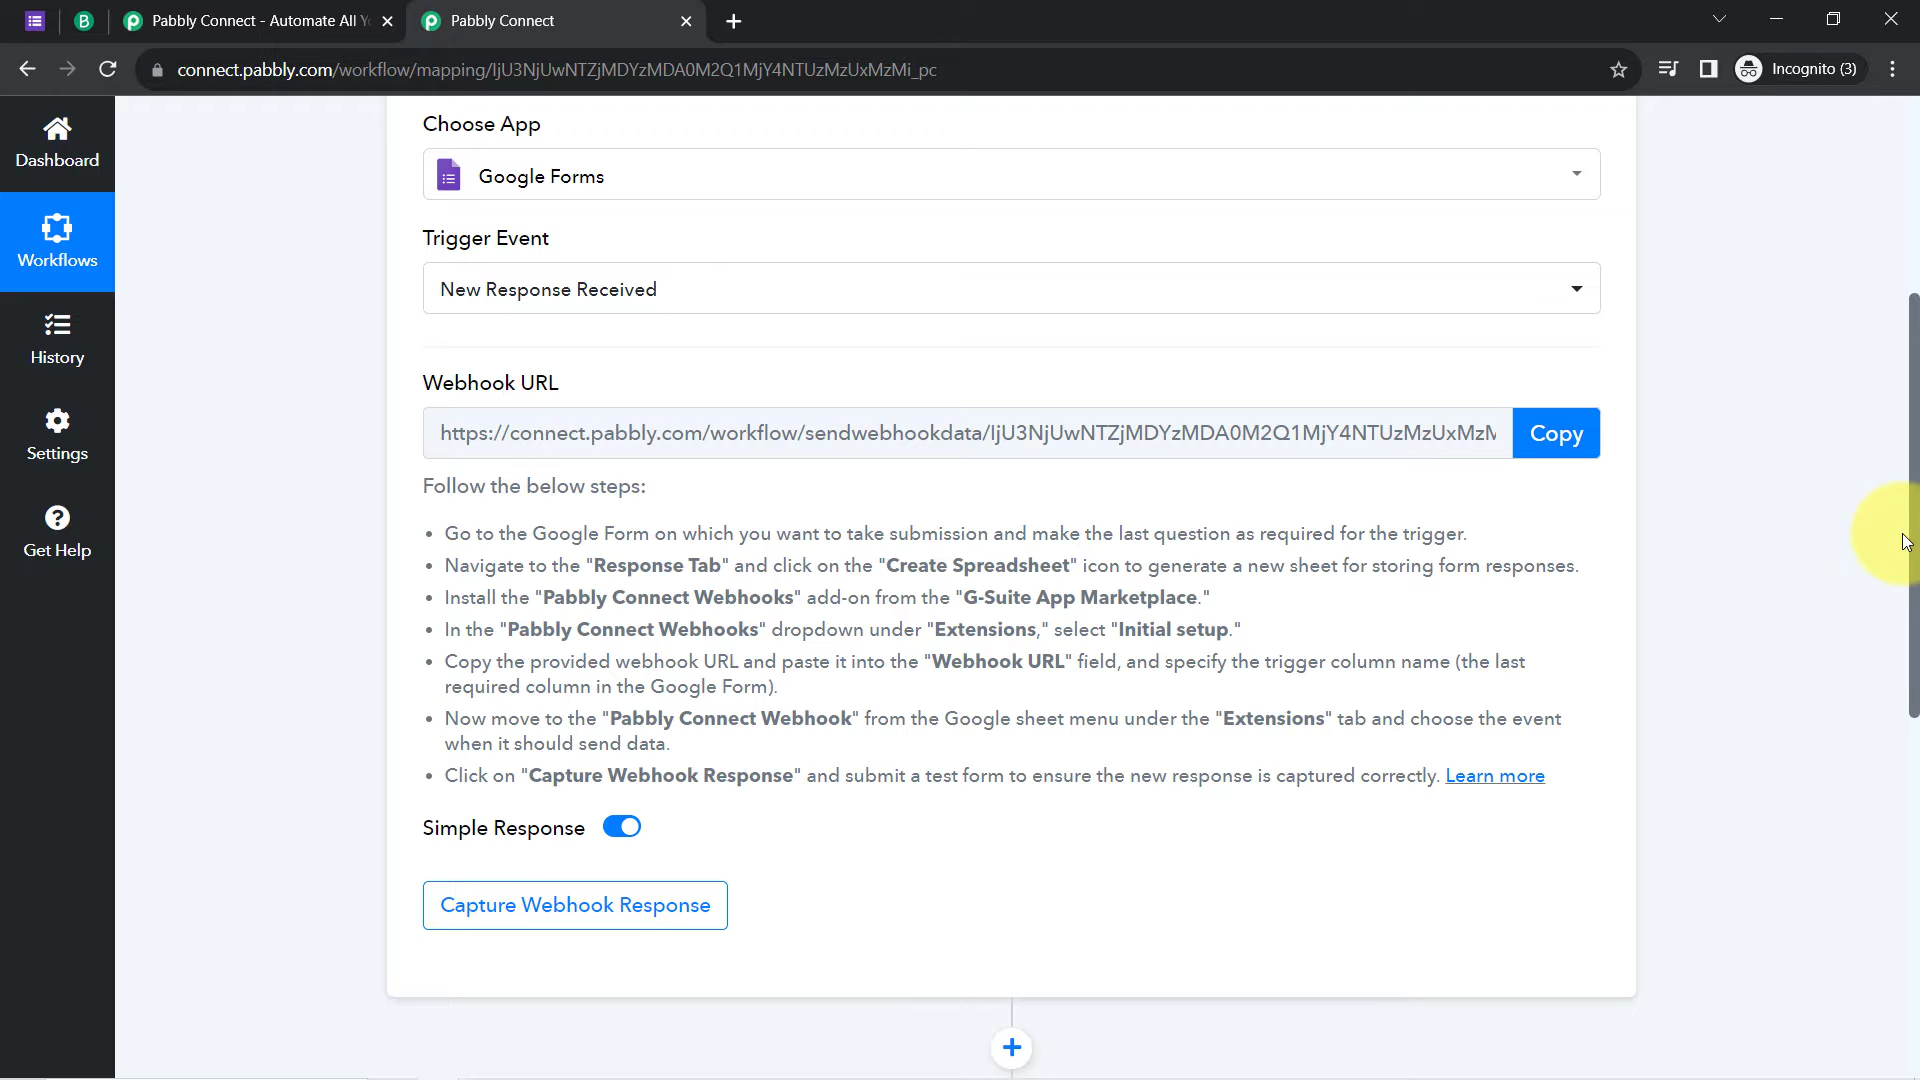 Pabbly Connect - Automate All Y
Pabbly Connect
connect.pabbly.com/workflow/mapping/IjU3NjUwNTZjMDYzMDA0M2Q1MjY4NTUzMzUxMzMi_pc
Incognito (3)
Dashboard
Workflows
History
Settings
Get Help
Choose App
Google Forms
Trigger Event
New Response Received
Webhook URL
https://connect.pabbly.com/workflow/sendwebhookdata/IjU3NjUwNTZjMDYzMDA0M2Q1MjY4NTUzMzUxMzM
Copy
Follow the below steps:
• Go to the Google Form on which you want to take submission and make the last question as required for the trigger.
• Navigate to the "Response Tab" and click on the "Create Spreadsheet" icon to generate a new sheet for storing form responses.
• Install the "Pabbly Connect Webhooks" add-on from the "G-Suite App Marketplace."
• In the "Pabbly Connect Webhooks" dropdown under "Extensions," select "Initial setup."
• Copy the provided webhook URL and paste it into the "Webhook URL" field, and specify the trigger column name (the last
required column in the Google Form).
• Now move to the "Pabbly Connect Webhook" from the Google sheet menu under the "Extensions" tab and choose the event
when it should send data.
• Click on "Capture Webhook Response" and submit a test form to ensure the new response is captured correctly. Learn more
Simple Response
Capture Webhook Response